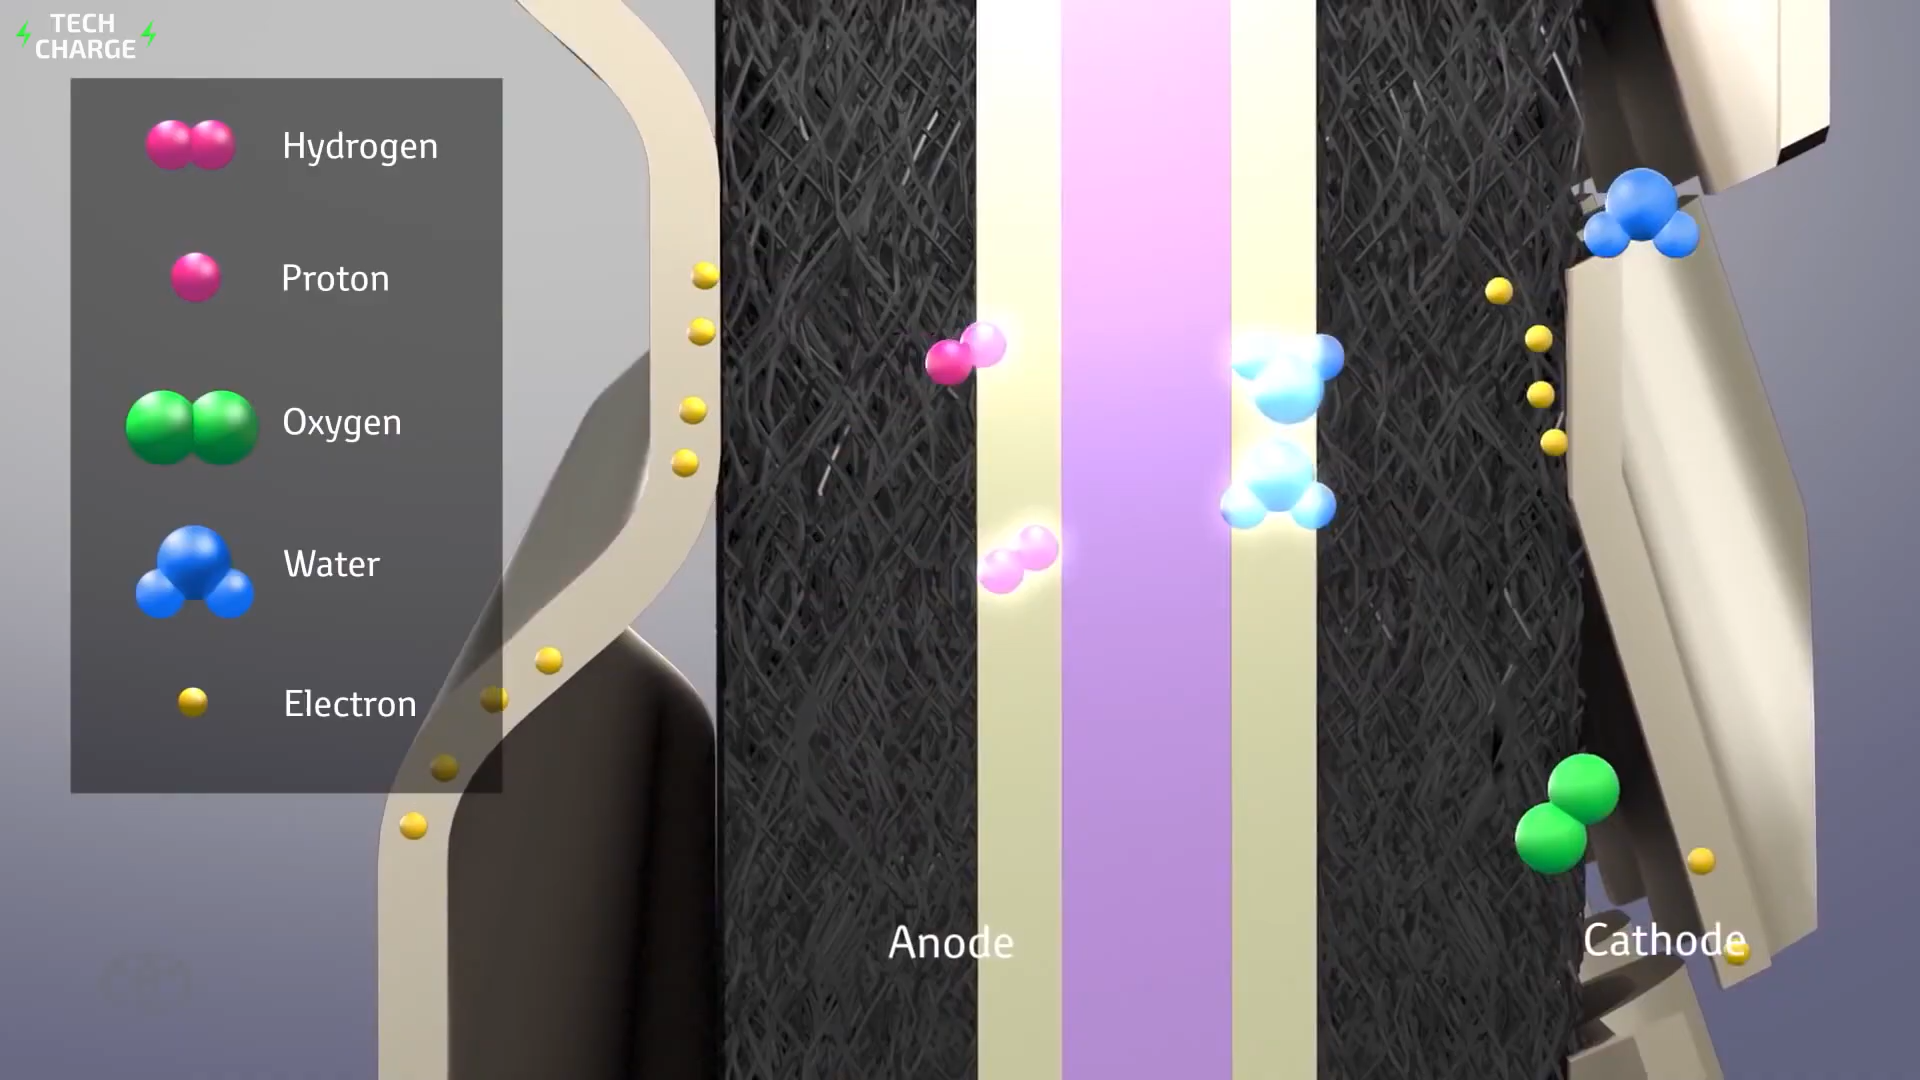 TECH
CHARGE
Hydrogen
Proton
Oxygen
Water
Electron
Anode
Cathode